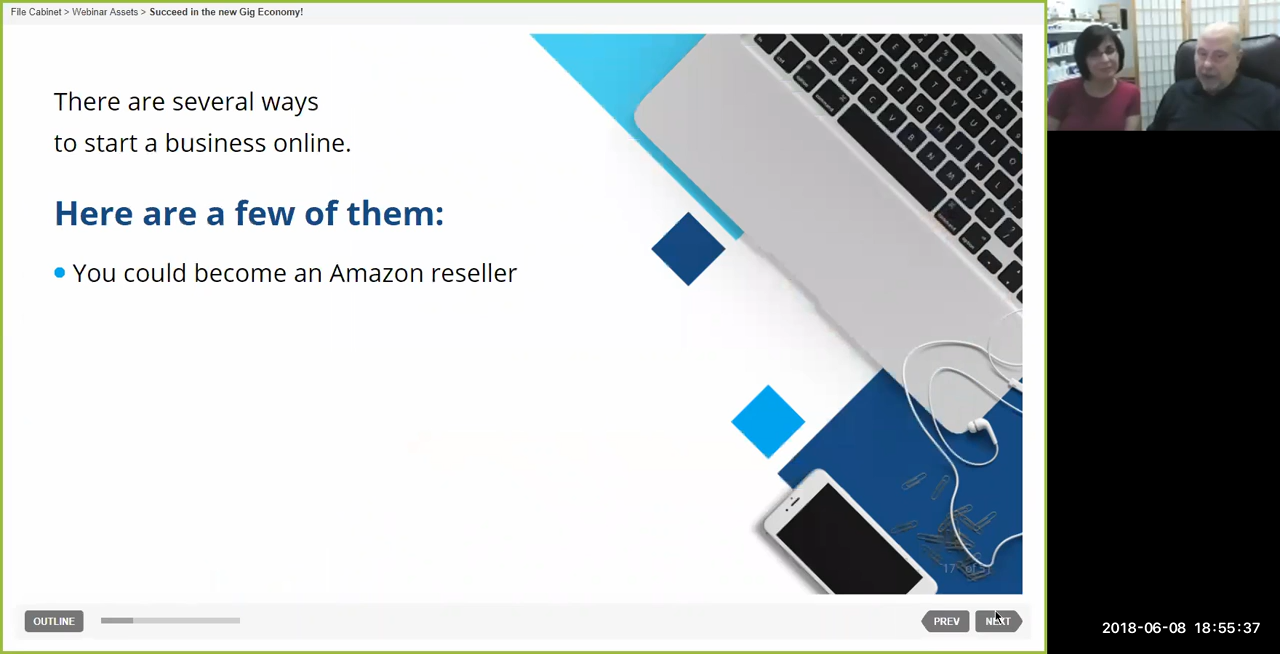 File Cabinet > Webinar Assets > Succeed in the new Gig Economy!
There are several ways
to start a business online.
Here are a few of them:
You could become an Amazon reseller
OUTLINE
PREV
NEXT
2018-06-08 18:55:37